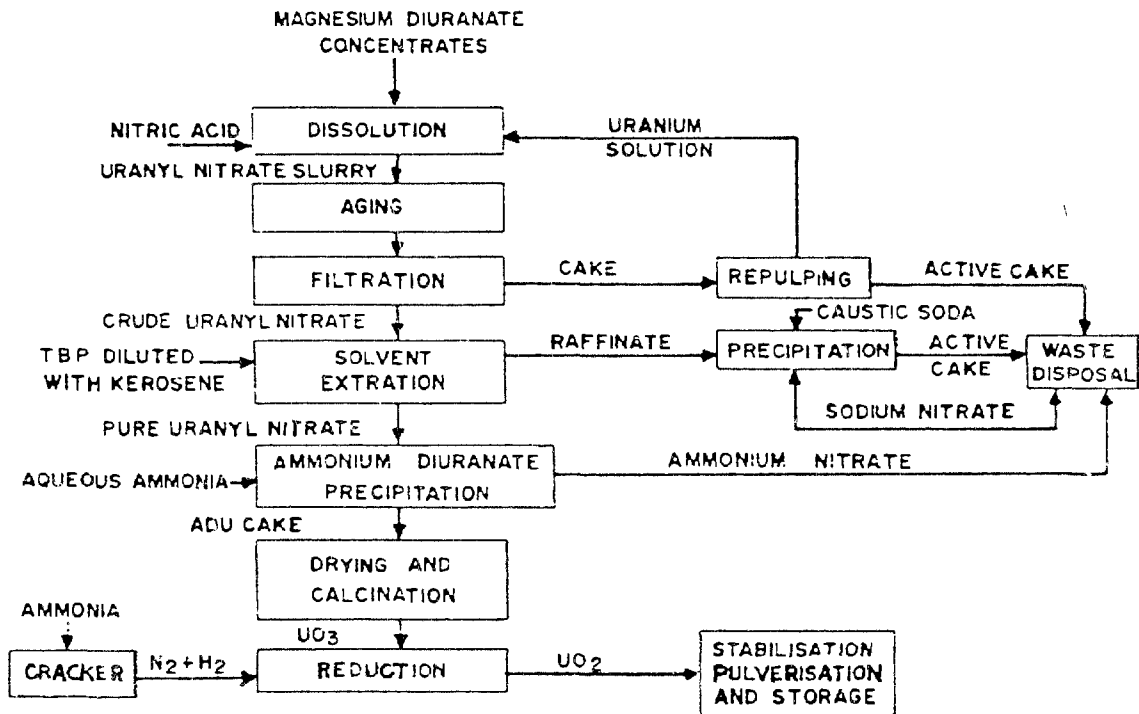 MAGNESIUM DIURANATE
CONCENTRATES
NITRIC ACID
DISSOLUTION
URANIUM
SOLUTION
URANYL NITRATE SLURRY
AGING
FILTRATION
CAKE
REPULPING
ACTIVE CAKE
CRUDE URANYL NITRATE
CAUSTIC SODA
TBP DILUTED
WITH KEROSENE
SOLVENT
EXTRATION
RAFFINATE
PRECIPITATION
ACTIVE
CAKE
WASTE
DISPOSAL
SODIUM NITRATE
PURE URANYL NITRATE
AQUEOUS AMMONIA
AMMONIUM DIURANATE
PRECIPITATION
AMMONIUM NITRATE
ADU CAKE
DRYING AND
CALCINATION
AMMONIA
CRACKER
N2+H2
UO3
REDUCTION
UO2
STABILISATION
PULVERISATION
AND STORAGE